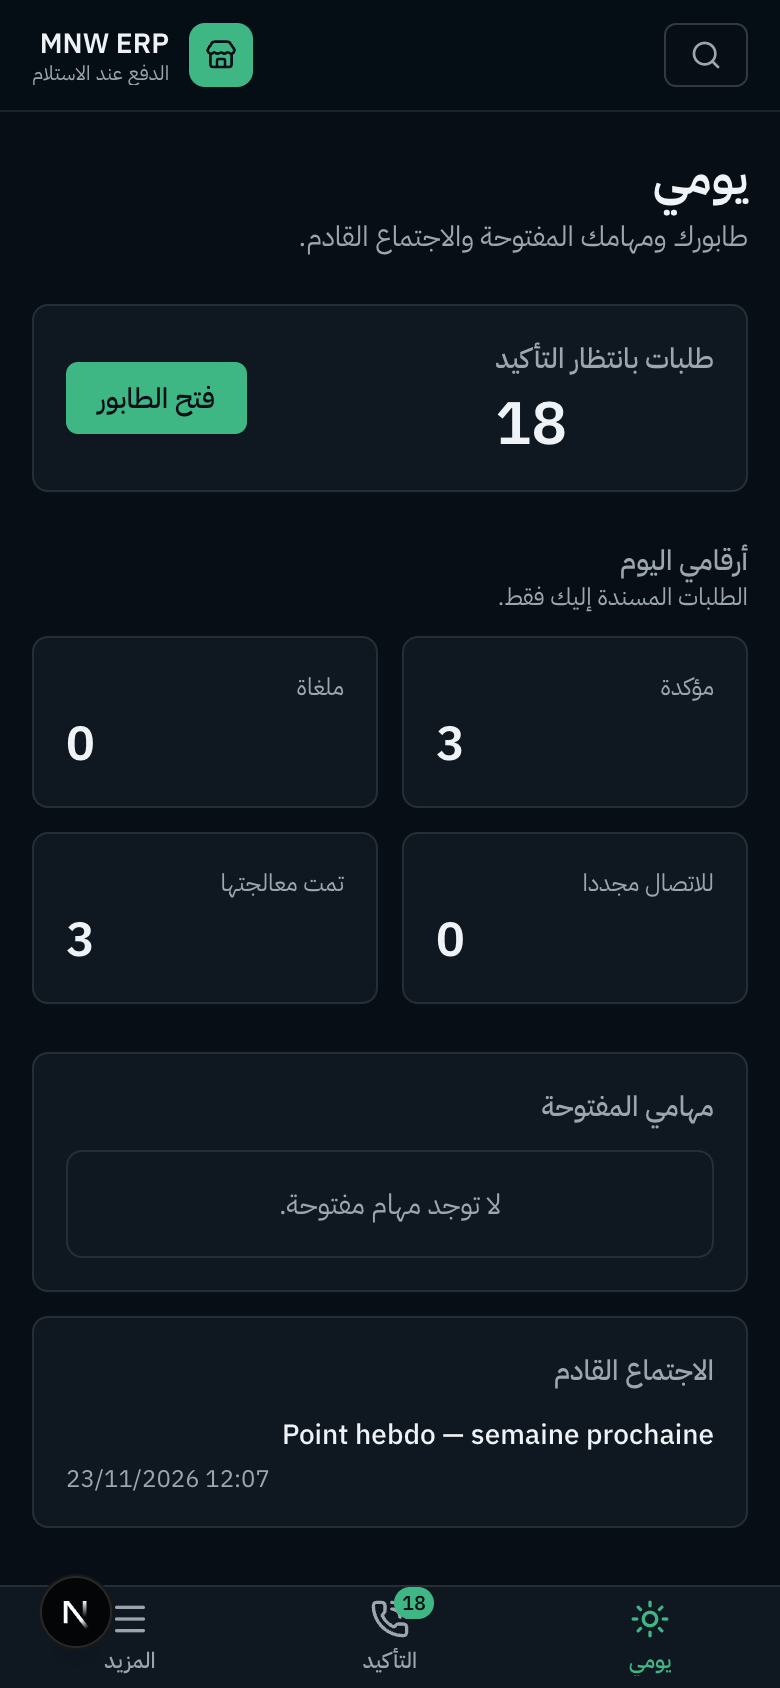 MNW ERP
الدفع عند الاستلام
يومي
طابورك ومهامك المفتوحة والاجتماع القادم.
طلبات بانتظار التأكيد
18
فتح الطابور
أرقامي اليوم
الطلبات المسندة إليك فقط.
مؤكدة
3
ملغاة
0
للاتصال مجددا
0
تمت معالجتها
3
مهامي المفتوحة
لا توجد مهام مفتوحة.
الاجتماع القادم
Point hebdo — semaine prochaine
23/11/2026 12:07
يومي
18
التأكيد
المزيد
N